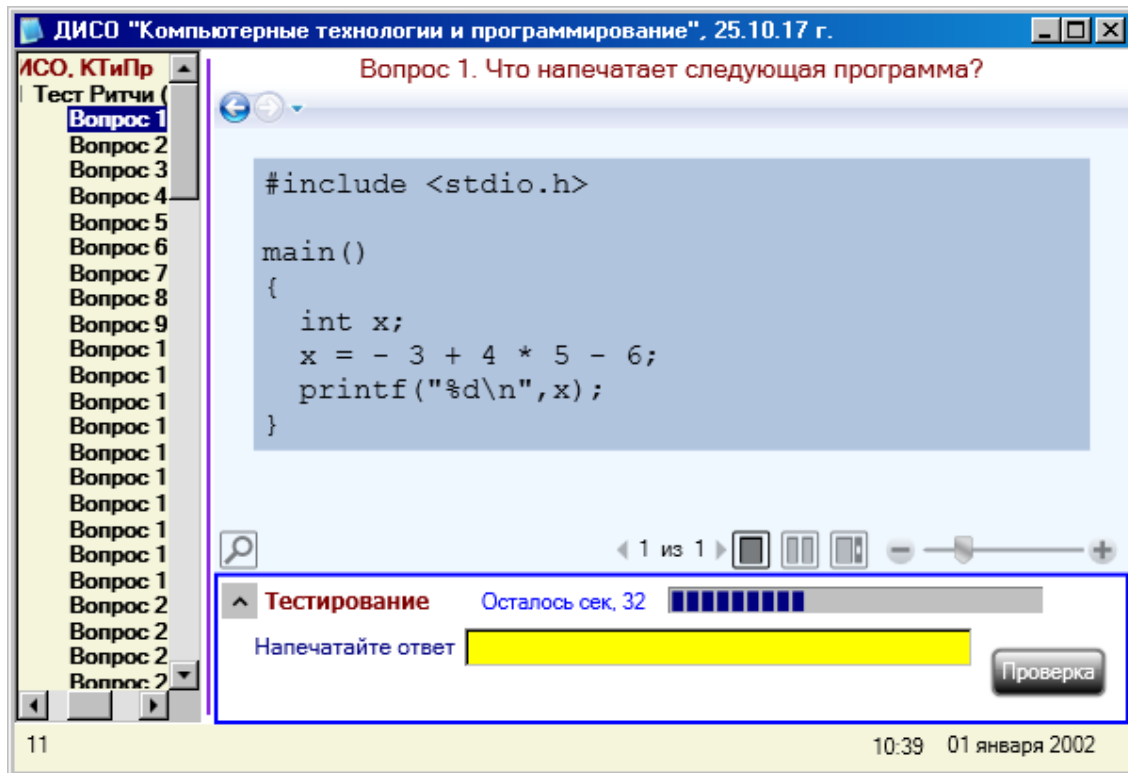 ДИСО "Компьютерные технологии и программирование", 25.10.17 г.
ИСО, КТиПр
Тест Ритчи (
Вопрос 1
Вопрос 2
Вопрос 3
Вопрос 4
Вопрос 5
Вопрос 6
Вопрос 7
Вопрос 8
Вопрос 9
Вопрос 1
Вопрос 1
Вопрос 1
Вопрос 1
Вопрос 1
Вопрос 1
Вопрос 1
Вопрос 1
Вопрос 1
Вопрос 1
Вопрос 2
Вопрос 2
Вопрос 2
Вопрос 2
Вопрос 1. Что напечатает следующая программа?
#include <stdio.h>
main()
{
int x;
x = - 3 + 4 * 5 - 6;
printf("%d\n",x);
}
1 из 1
Тестирование
Осталось сек, 32
Напечатайте ответ
Проверка
11
10:39
01 января 2002